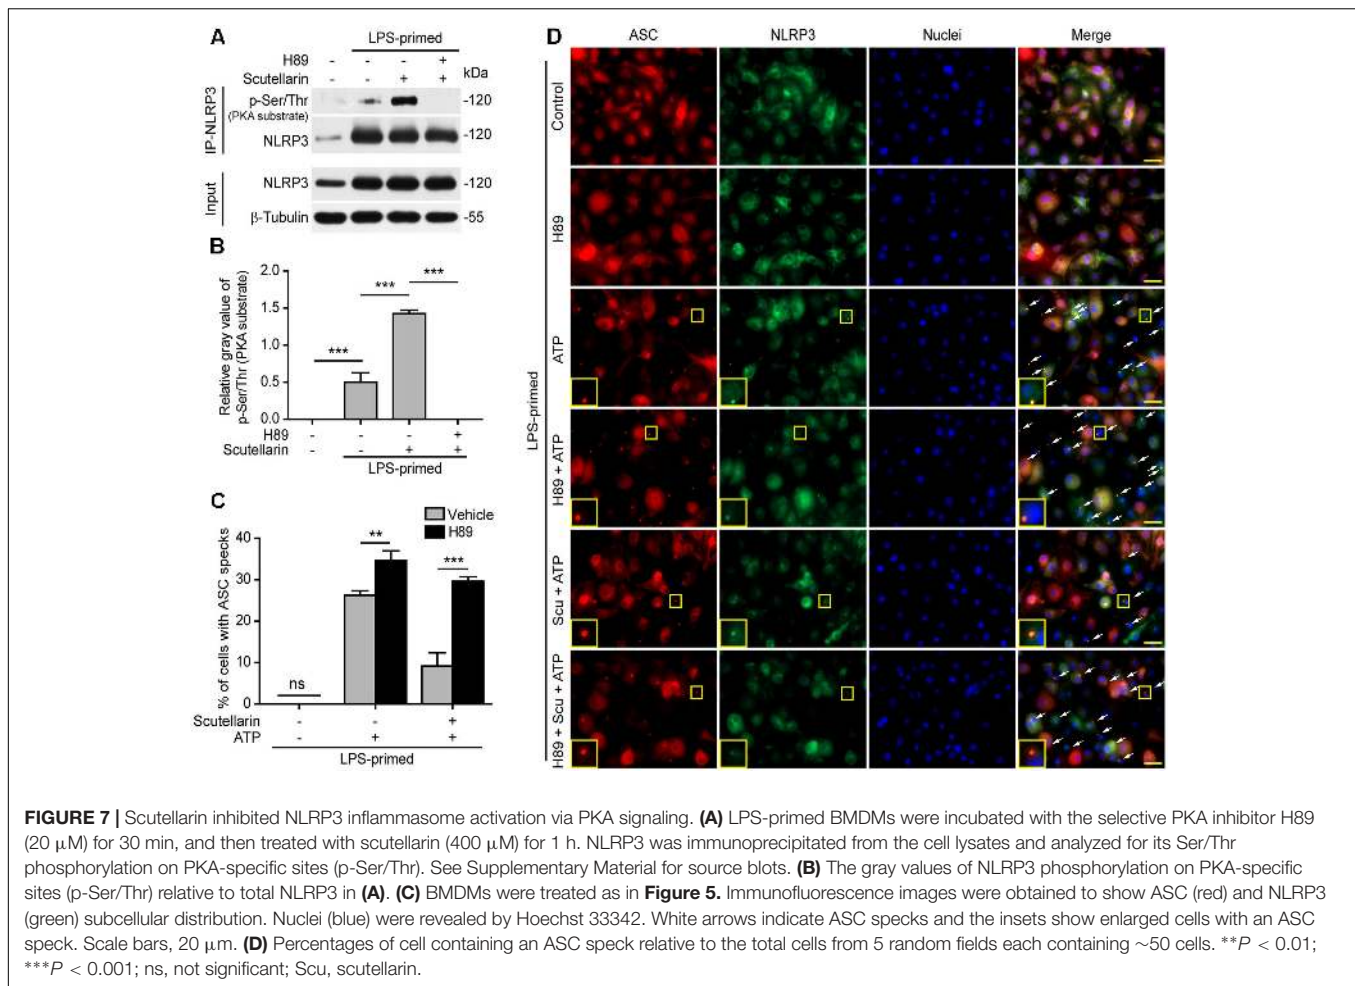 A
LPS-primed
H89 - - - +
Scutellarin - - + + kDa
IP-NLRP3
p-Ser/Thr -120
(PKA substrate)
NLRP3 -120
Input
NLRP3 -120
β-Tubulin -55
B
Relative gray value of
p-Ser/Thr (PKA substrate)
2.0
1.5
1.0
0.5
0.0
***
***
***
H89 - - - +
Scutellarin - - + +
LPS-primed
C
Vehicle
H89
% of cells with ASC specks
40
30
20
10
0
ns
**
***
Scutellarin - - +
ATP - + +
LPS-primed
D
ASC NLRP3 Nuclei Merge
LPS-primed
Control
H89
ATP
H89 + ATP
Scu + ATP
H89 + Scu + ATP
FIGURE 7 | Scutellarin inhibited NLRP3 inflammasome activation via PKA signaling. (A) LPS-primed BMDMs were incubated with the selective PKA inhibitor H89
(20 μM) for 30 min, and then treated with scutellarin (400 μM) for 1 h. NLRP3 was immunoprecipitated from the cell lysates and analyzed for its Ser/Thr
phosphorylation on PKA-specific sites (p-Ser/Thr). See Supplementary Material for source blots. (B) The gray values of NLRP3 phosphorylation on PKA-specific
sites (p-Ser/Thr) relative to total NLRP3 in (A). (C) BMDMs were treated as in Figure 5. Immunofluorescence images were obtained to show ASC (red) and NLRP3
(green) subcellular distribution. Nuclei (blue) were revealed by Hoechst 33342. White arrows indicate ASC specks and the insets show enlarged cells with an ASC
speck. Scale bars, 20 μm. (D) Percentages of cell containing an ASC speck relative to the total cells from 5 random fields each containing ~50 cells. **P < 0.01;
***P < 0.001; ns, not significant; Scu, scutellarin.